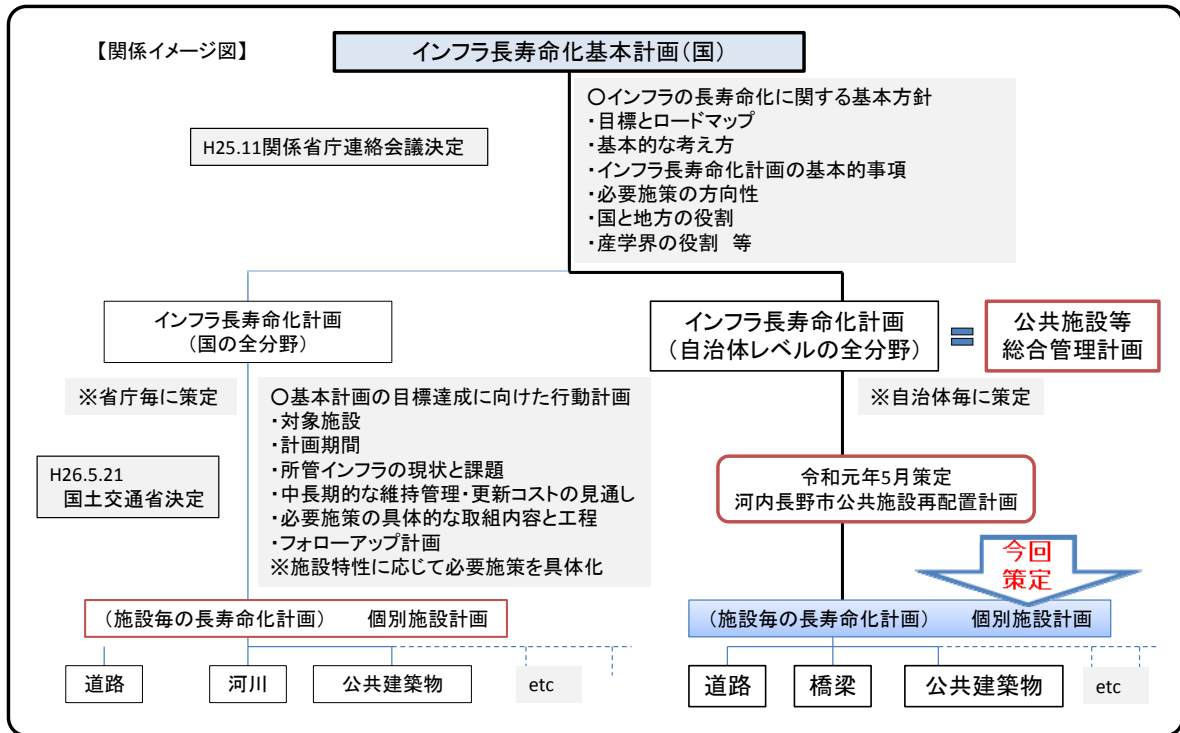 【関係イメージ図】
インフラ長寿命化基本計画(国)
H25.11関係省庁連絡会議決定
○インフラの長寿命化に関する基本方針
・目標とロードマップ
・基本的な考え方
・インフラ長寿命化計画の基本的事項
・必要施策の方向性
・国と地方の役割
・産学界の役割 等
インフラ長寿命化計画
(国の全分野)
インフラ長寿命化計画
(自治体レベルの全分野)
=
公共施設等
総合管理計画
※省庁毎に策定
※自治体毎に策定
H26.5.21
国土交通省決定
○基本計画の目標達成に向けた行動計画
・対象施設
・計画期間
・所管インフラの現状と課題
・中長期的な維持管理・更新コストの見通し
・必要施策の具体的な取組内容と工程
・フォローアップ計画
※施設特性に応じて必要施策を具体化
令和元年5月策定
河内長野市公共施設再配置計画
今回
策定
(施設毎の長寿命化計画) 個別施設計画
道路
河川
公共建築物
etc
(施設毎の長寿命化計画) 個別施設計画
道路
橋梁
公共建築物
etc